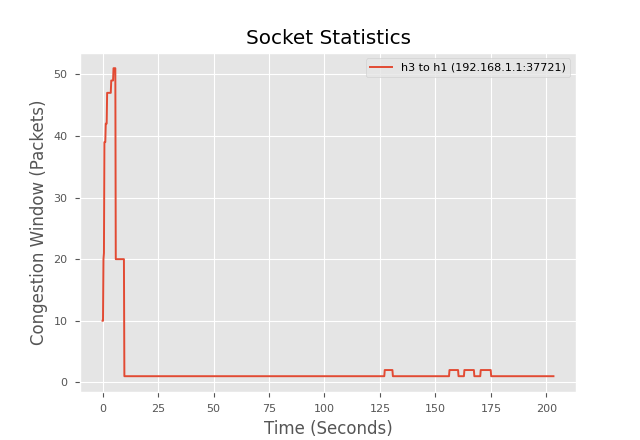 Socket Statistics
h3 to h1 (192.168.1.1:37721)
Congestion Window (Packets)
50
40
30
20
10
0
0 25 50 75 100 125 150 175 200
Time (Seconds)